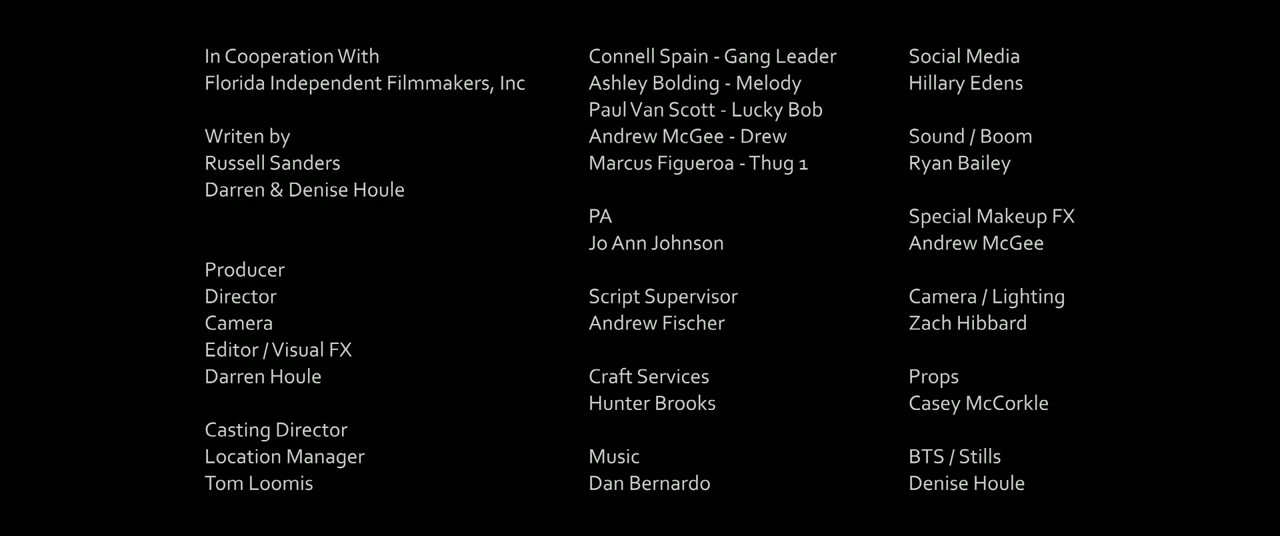 In Cooperation With
Florida Independent Filmmakers, Inc
Writen by
Russell Sanders
Darren & Denise Houle
Producer
Director
Camera
Editor / Visual FX
Darren Houle
Casting Director
Location Manager
Tom Loomis
Connell Spain - Gang Leader
Ashley Bolding - Melody
Paul Van Scott - Lucky Bob
Andrew McGee - Drew
Marcus Figueroa - Thug 1
PA
Jo Ann Johnson
Script Supervisor
Andrew Fischer
Craft Services
Hunter Brooks
Music
Dan Bernardo
Social Media
Hillary Edens
Sound / Boom
Ryan Bailey
Special Makeup FX
Andrew McGee
Camera / Lighting
Zach Hibbard
Props
Casey McCorkle
BTS / Stills
Denise Houle